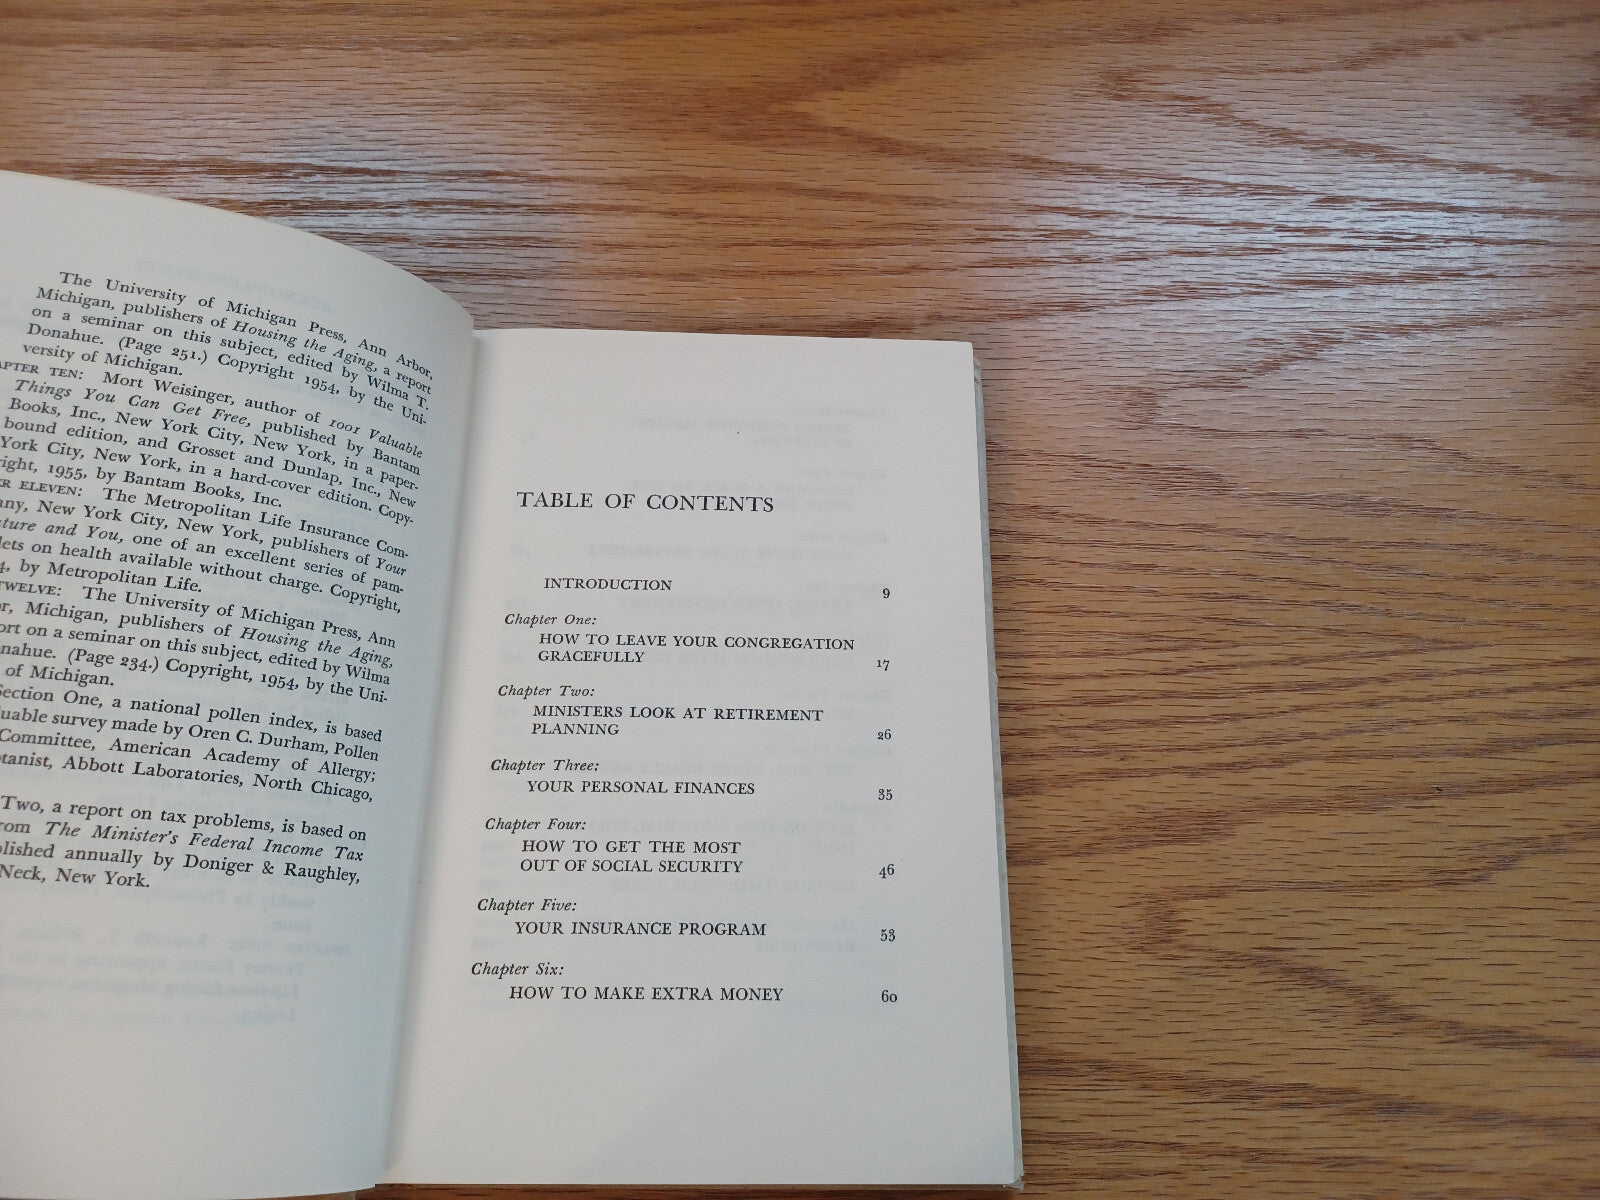 The University of Michigan Press, Ann Arbor,
Michigan, publishers of Housing the Aging, a report
on a seminar on this subject, edited by Wilma T.
Donahue. (Page 251.) Copyright 1954, by the Uni-
versity of Michigan.
TEN: Mort Weisinger, author of 1001 Valuable
Things You Can Get Free, published by Bantam
Books, Inc., New York City, New York, in a paper-
bound edition, and Grosset and Dunlap, Inc., New
York City, New York, in a hard-cover edition. Copy-
right, 1955, by Bantam Books, Inc.
ELEVEN: The Metropolitan Life Insurance Com-
New York City, New York, publishers of Your
and You, one of an excellent series of pam-
on health available without charge. Copyright,
by Metropolitan Life.
TWELVE: The University of Michigan Press, Ann
Michigan, publishers of Housing the Aging,
on a seminar on this subject, edited by Wilma
(Page 234.) Copyright, 1954, by the Uni-
of Michigan.
Section One, a national pollen index, is based
survey made by Oren C. Durham, Pollen
Committee, American Academy of Allergy;
Abbott Laboratories, North Chicago,
Two, a report on tax problems, is based on
The Minister's Federal Income Tax
annually by Doniger & Raughley,
Neck, New York.
TABLE OF CONTENTS
INTRODUCTION 9
Chapter One:
HOW TO LEAVE YOUR CONGREGATION
GRACEFULLY 17
Chapter Two:
MINISTERS LOOK AT RETIREMENT
PLANNING 26
Chapter Three:
YOUR PERSONAL FINANCES 35
Chapter Four:
HOW TO GET THE MOST
OUT OF SOCIAL SECURITY 46
Chapter Five:
YOUR INSURANCE PROGRAM 53
Chapter Six:
HOW TO MAKE EXTRA MONEY 60